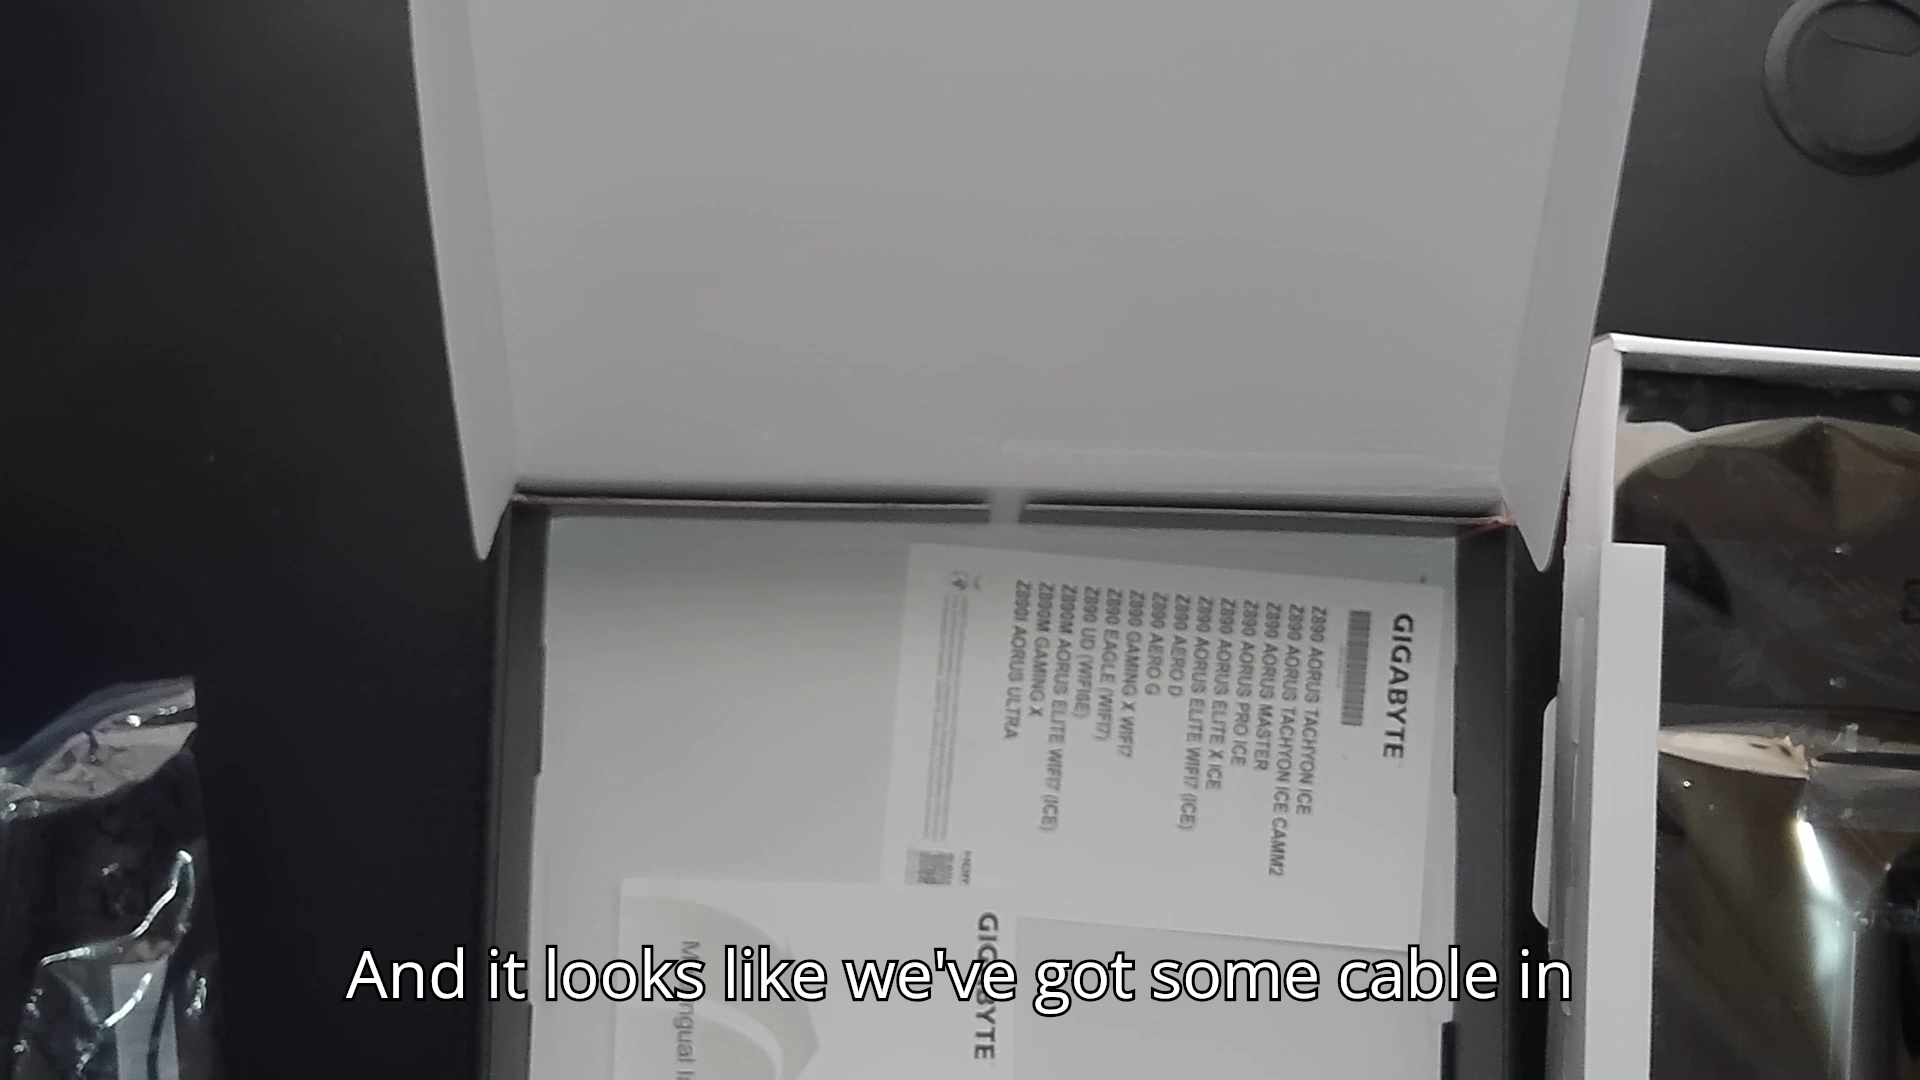 GIGABYTE
Z890 AORUS TACHYON ICE
Z890 AORUS TACHYON ICE CAMM2
Z890 AORUS MASTER
Z890 AORUS PRO ICE
Z890 AORUS ELITE X ICE
Z890 AORUS ELITE WIFI7 (ICE)
Z890 AERO D
Z890 AERO G
Z890 GAMING X WIFI7
Z890 EAGLE (WIFI7)
Z890 UD (WIFI6E)
Z890M AORUS ELITE WIFI7 (ICE)
Z890M GAMING X
Z890I AORUS ULTRA
GIGABYTE
And it looks like we've got some cable in